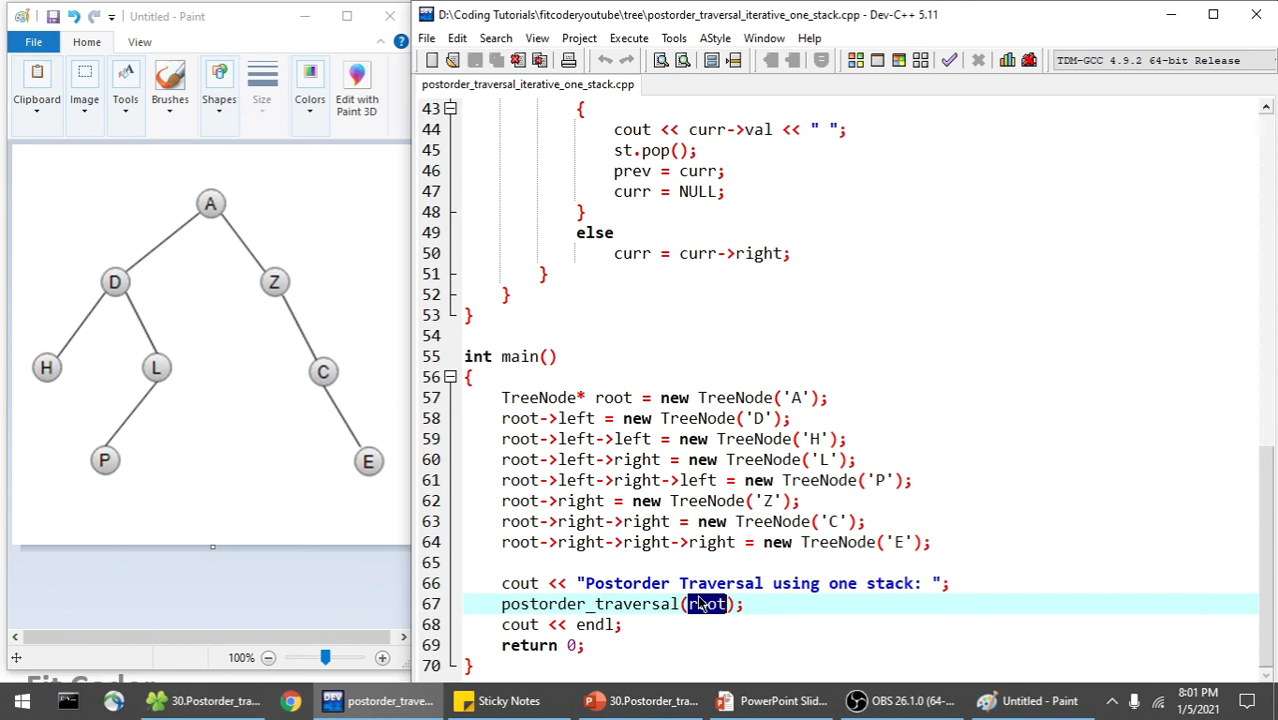 Untitled - Paint
File
Home
View
Clipboard
Image
Tools
Brushes
Shapes
Size
Colors
Edit with
Paint 3D
A
D
Z
H
L
C
P
E
100%
D:\Coding Tutorials\fitcoderyoutube\tree\postorder_traversal_iterative_one_stack.cpp - Dev-C++ 5.11
File Edit Search View Project Execute Tools AStyle Window Help
TDM-GCC 4.9.2 64-bit Release
postorder_traversal_iterative_one_stack.cpp
43 {
44 cout << curr->val << " ";
45 st.pop();
46 prev = curr;
47 curr = NULL;
48 }
49 else
50 curr = curr->right;
51 }
52 }
53 }
54
55 int main()
56 {
57 TreeNode* root = new TreeNode('A');
58 root->left = new TreeNode('D');
59 root->left->left = new TreeNode('H');
60 root->left->right = new TreeNode('L');
61 root->left->right->left = new TreeNode('P');
62 root->right = new TreeNode('Z');
63 root->right->right = new TreeNode('C');
64 root->right->right->right = new TreeNode('E');
65
66 cout << "Postorder Traversal using one stack: ";
67 postorder_traversal(root);
68 cout << endl;
69 return 0;
70 }
30.Postorder_tra...
postorder_trave...
Sticky Notes
30.Postorder_tra...
PowerPoint Slid...
OBS 26.1.0 (64-...
Untitled - Paint
8:01 PM
1/5/2021